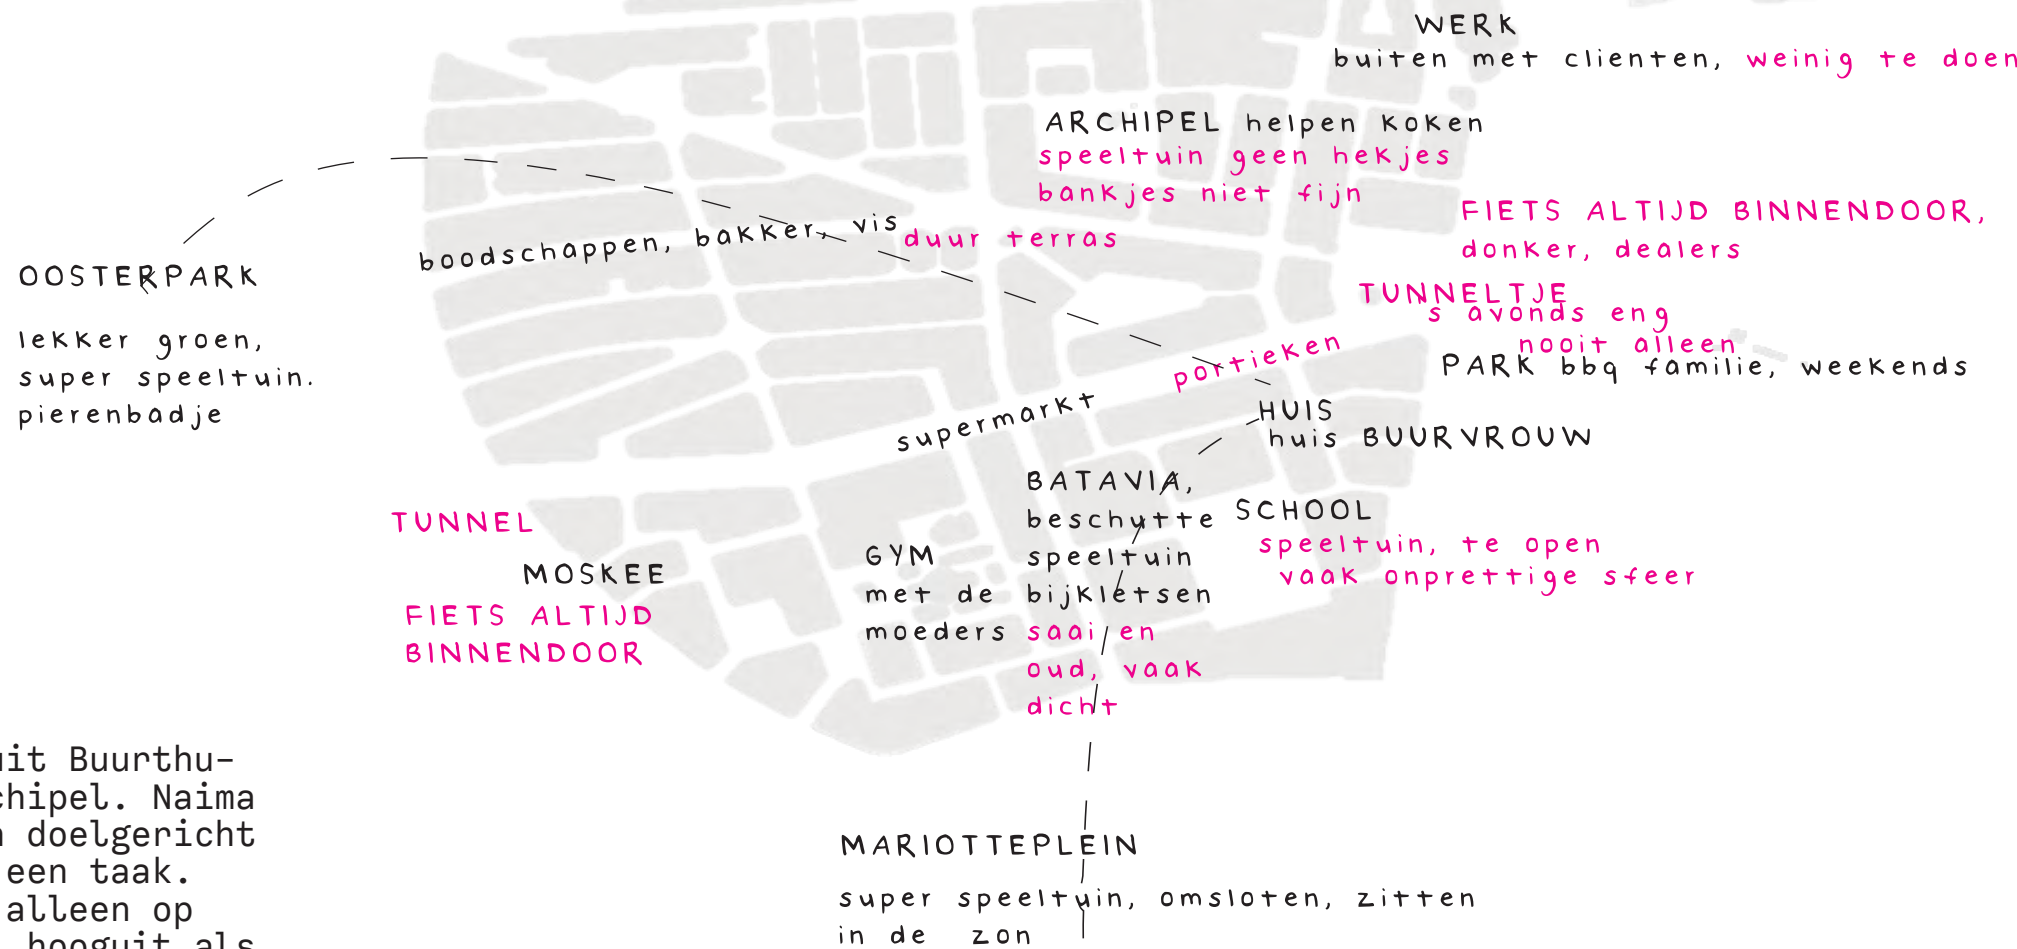 WERK
buiten met clienten, weinig te doen
ARCHIPEL helpen koken
speeltuin geen hekjes
bankjes niet fijn
FIETS ALTIJD BINNENDOOR,
donker, dealers
boodschappen, bakker, vis
duur terras
OOSTERPARK
lekker groen,
super speeltuin.
pierenbadje
TUNNELTJE
s avonds eng
nooit alleen
PARK bbq familie, weekends
portieken
supermarkt
HUIS
huis BUURVROUW
BATAVIA,
beschutte
speeltuin
bijkletsen
saai en
oud, vaak
dicht
SCHOOL
speeltuin, te open
vaak onprettige sfeer
TUNNEL
MOSKEE
FIETS ALTIJD
BINNENDOOR
GYM
met de
moeders
uit Buurthu-
chipel. Naima
n doelgericht
een taak.
alleen op
hooguit als
MARIOTTEPLEIN
super speeltuin, omsloten, zitten
in de zon